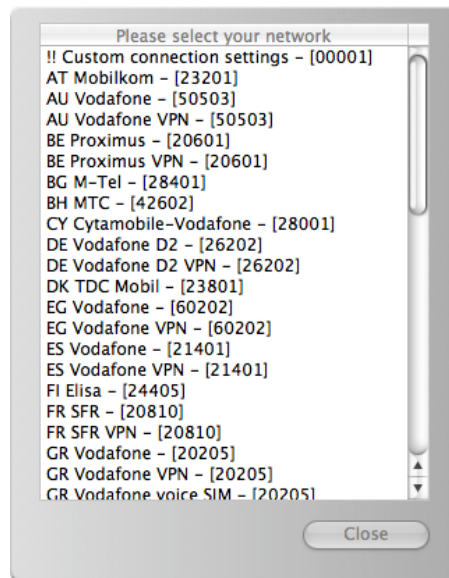 Please select your network
!! Custom connection settings – [00001]
AT Mobilkom – [23201]
AU Vodafone – [50503]
AU Vodafone VPN – [50503]
BE Proximus – [20601]
BE Proximus VPN – [20601]
BG M-Tel – [28401]
BH MTC – [42602]
CY Cytamobile-Vodafone – [28001]
DE Vodafone D2 – [26202]
DE Vodafone D2 VPN – [26202]
DK TDC Mobil – [23801]
EG Vodafone – [60202]
EG Vodafone VPN – [60202]
ES Vodafone – [21401]
ES Vodafone VPN – [21401]
FI Elisa – [24405]
FR SFR – [20810]
FR SFR VPN – [20810]
GR Vodafone – [20205]
GR Vodafone VPN – [20205]
GR Vodafone voice SIM – [20205]
Close